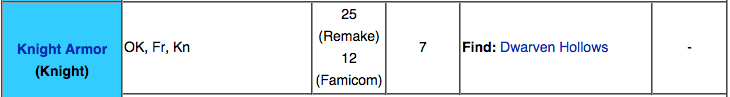 Knight Armor
(Knight)
OK, Fr, Kn
25
(Remake)
12
(Famicom)
7
Find: Dwarven Hollows
-